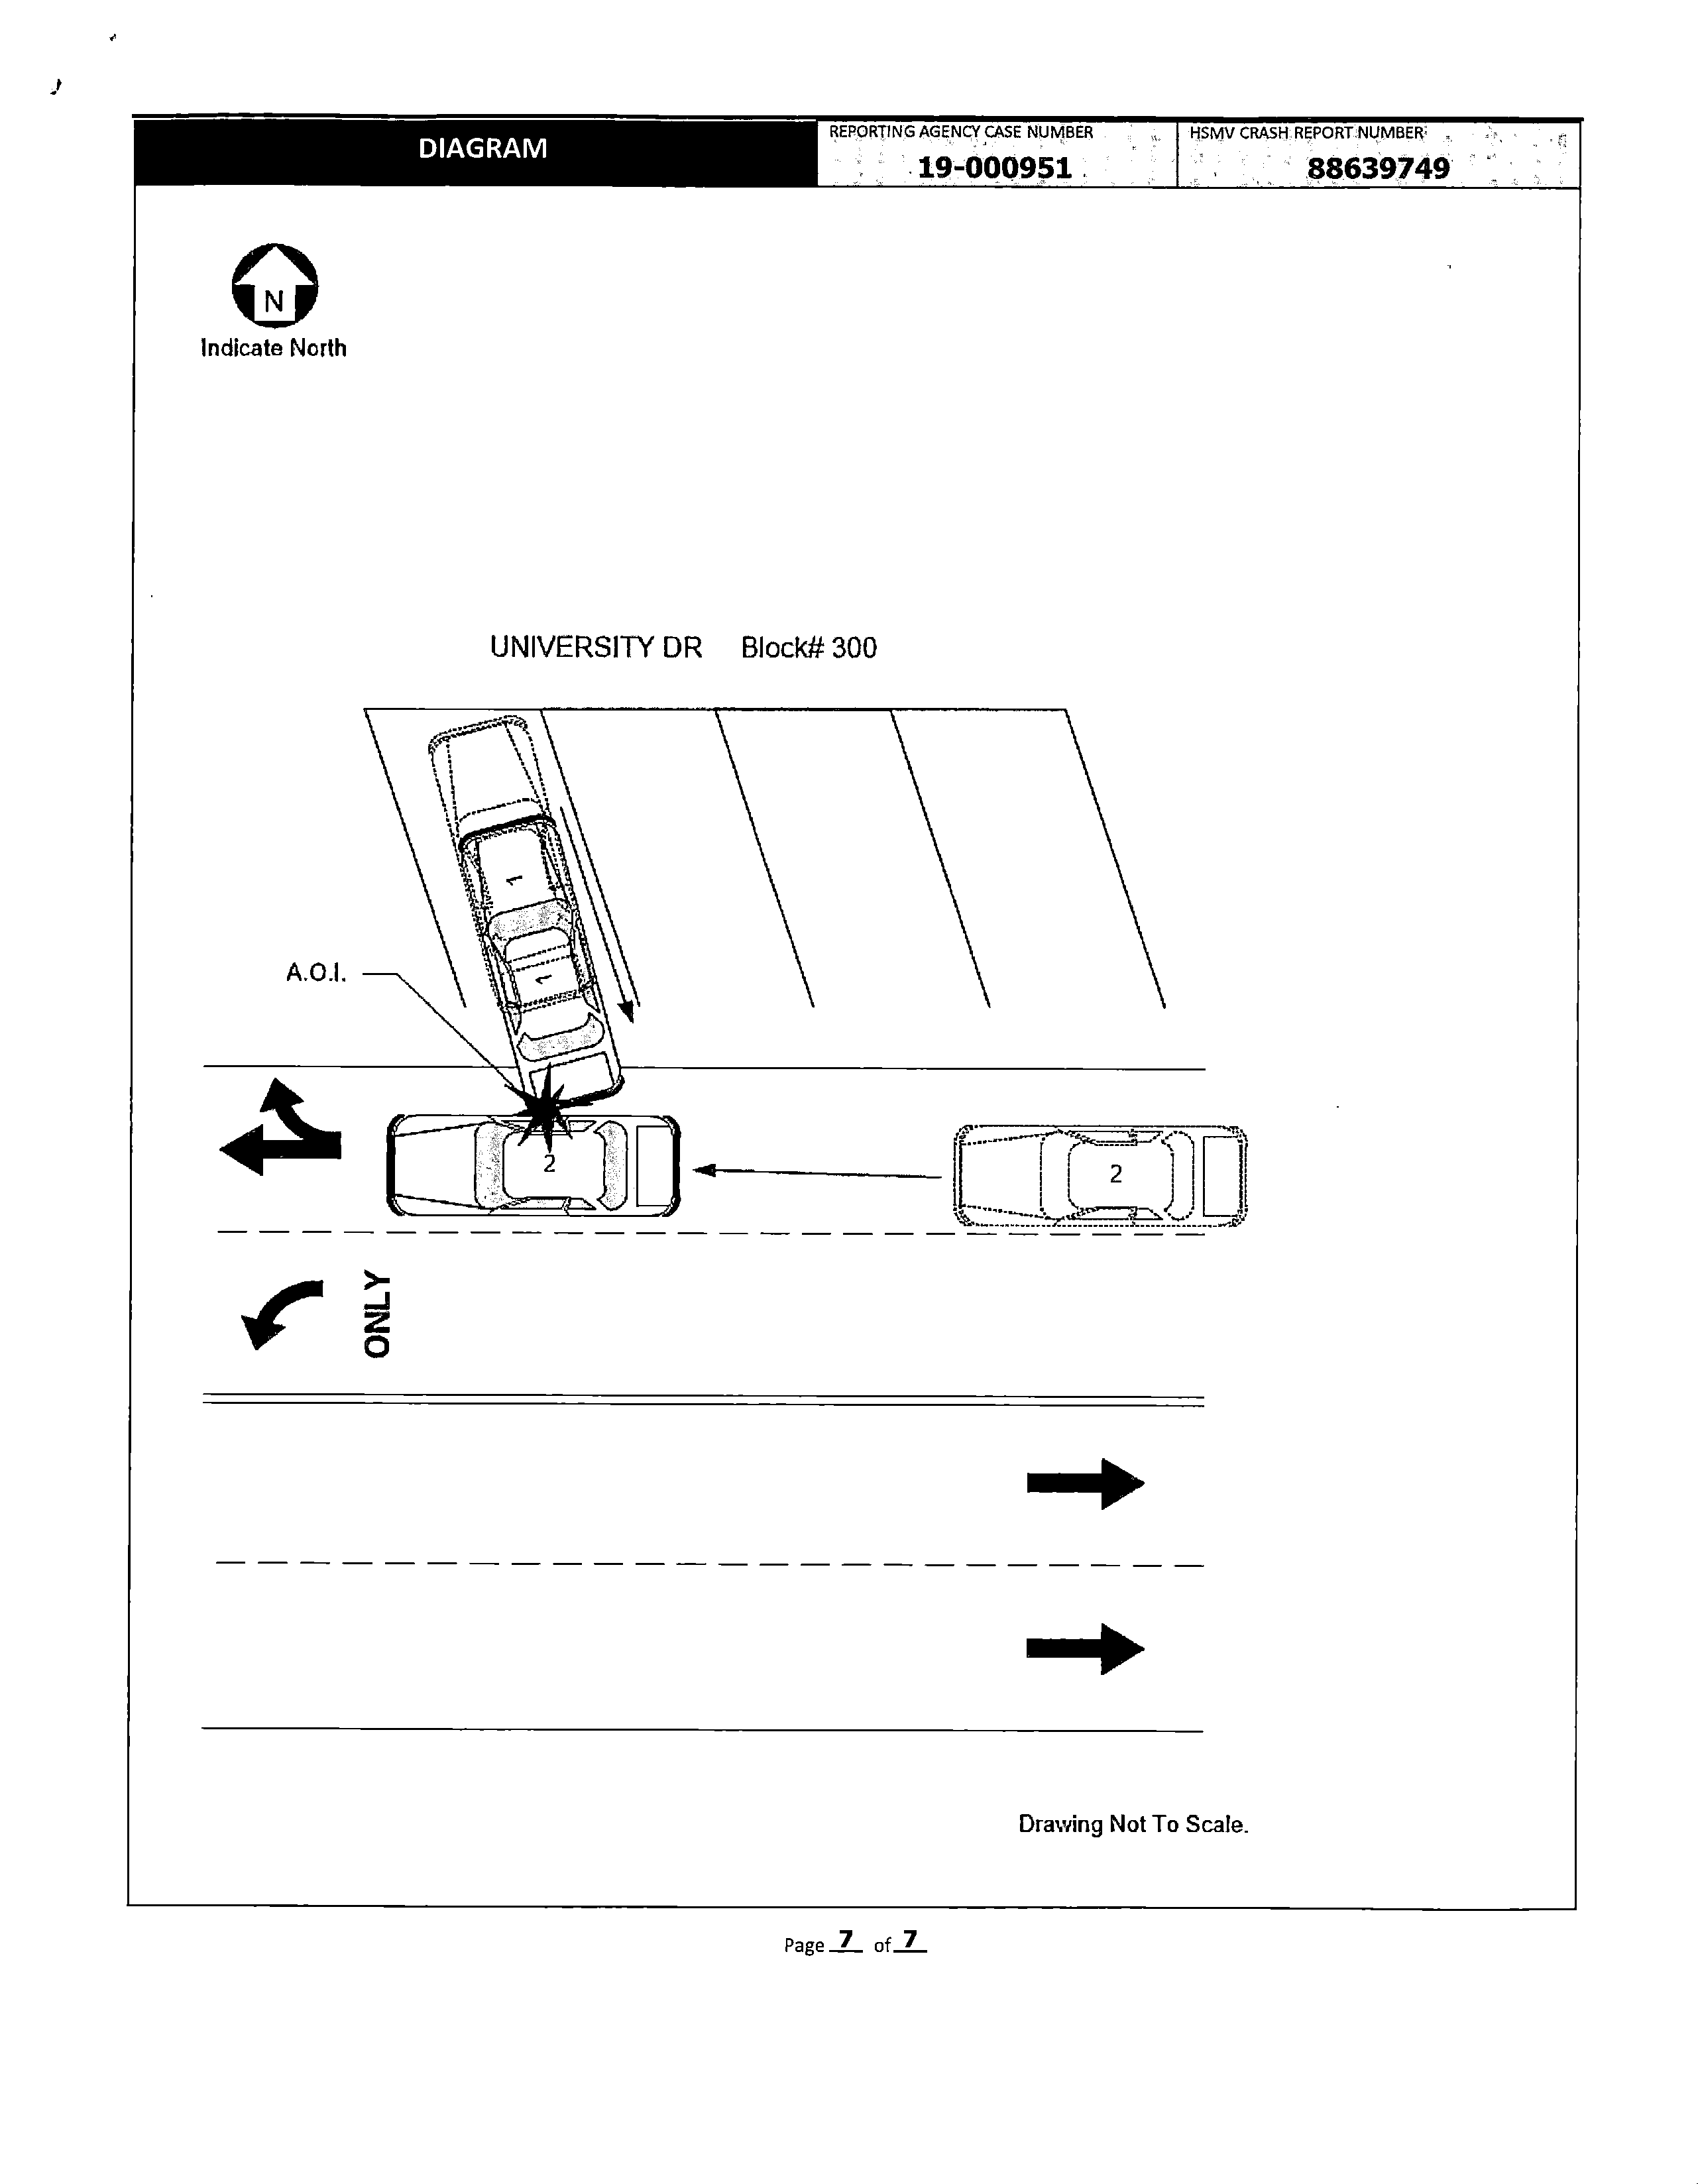 DIAGRAM
REPORTING AGENCY CASE NUMBER
19-000951
HSMV CRASH REPORT NUMBER
88639749
N
Indicate North
UNIVERSITY DR Block# 300
1
1
A.O.I.
2
2
ONLY
Drawing Not To Scale.
Page 7 of 7